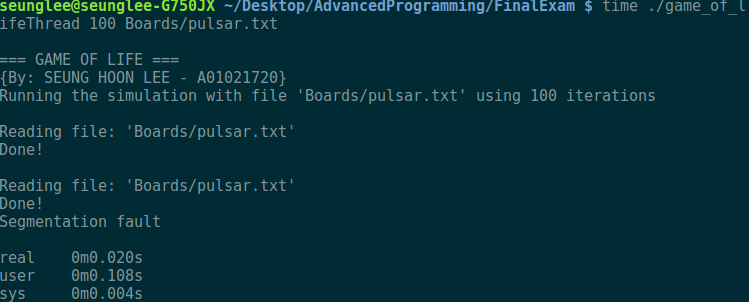 seunglee@seunglee-G750JX ~/Desktop/AdvancedProgramming/FinalExam $ time ./game_of_l
ifeThread 100 Boards/pulsar.txt
=== GAME OF LIFE ===
{By: SEUNG HOON LEE - A01021720}
Running the simulation with file 'Boards/pulsar.txt' using 100 iterations
Reading file: 'Boards/pulsar.txt'
Done!
Reading file: 'Boards/pulsar.txt'
Done!
Segmentation fault
real 0m0.020s
user 0m0.108s
sys 0m0.004s